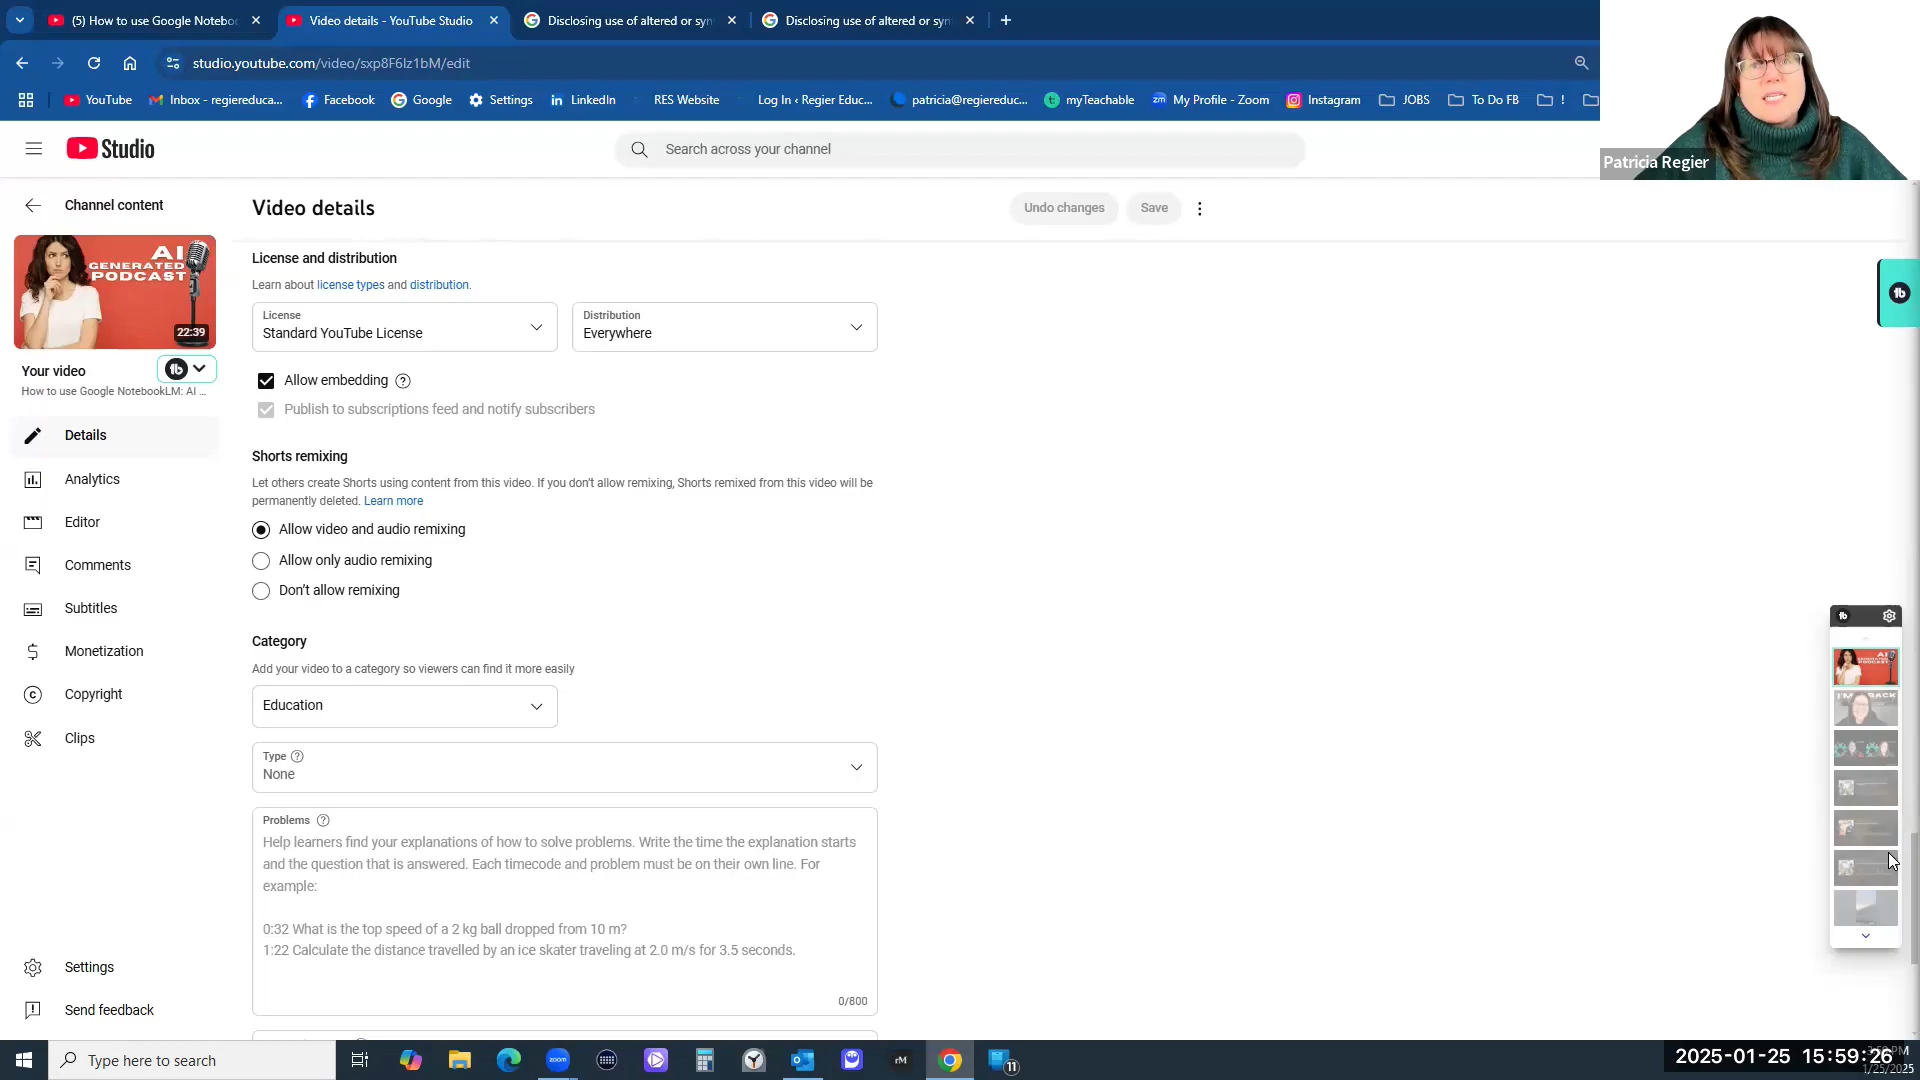 (5) How to use Google Notebo
Video details - YouTube Studio
Disclosing use of altered or syn
Disclosing use of altered or syn
studio.youtube.com/video/sxp8F6lz1bM/edit
YouTube
Inbox - regiereduca...
Facebook
Google
Settings
LinkedIn
RES Website
Log In ‹ Regier Educ...
patricia@regiereduc...
myTeachable
My Profile - Zoom
Instagram
JOBS
To Do FB
!
Patricia Regier
Studio
Search across your channel
Channel content
Video details
Undo changes
Save
AI
GENERATED
PODCAST
22:39
Your video
How to use Google NotebookLM: AI ...
Details
Analytics
Editor
Comments
Subtitles
Monetization
Copyright
Clips
Settings
Send feedback
License and distribution
Learn about license types and distribution.
License
Standard YouTube License
Distribution
Everywhere
Allow embedding
Publish to subscriptions feed and notify subscribers
Shorts remixing
Let others create Shorts using content from this video. If you don't allow remixing, Shorts remixed from this video will be
permanently deleted. Learn more
Allow video and audio remixing
Allow only audio remixing
Don't allow remixing
Category
Add your video to a category so viewers can find it more easily
Education
Type
None
Problems
Help learners find your explanations of how to solve problems. Write the time the explanation starts
and the question that is answered. Each timecode and problem must be on their own line. For
example:
0:32 What is the top speed of a 2 kg ball dropped from 10 m?
1:22 Calculate the distance travelled by an ice skater traveling at 2.0 m/s for 3.5 seconds.
0/800
Type here to search
zoom
rM
11
2025-01-25 15:59:26
1/25/2025